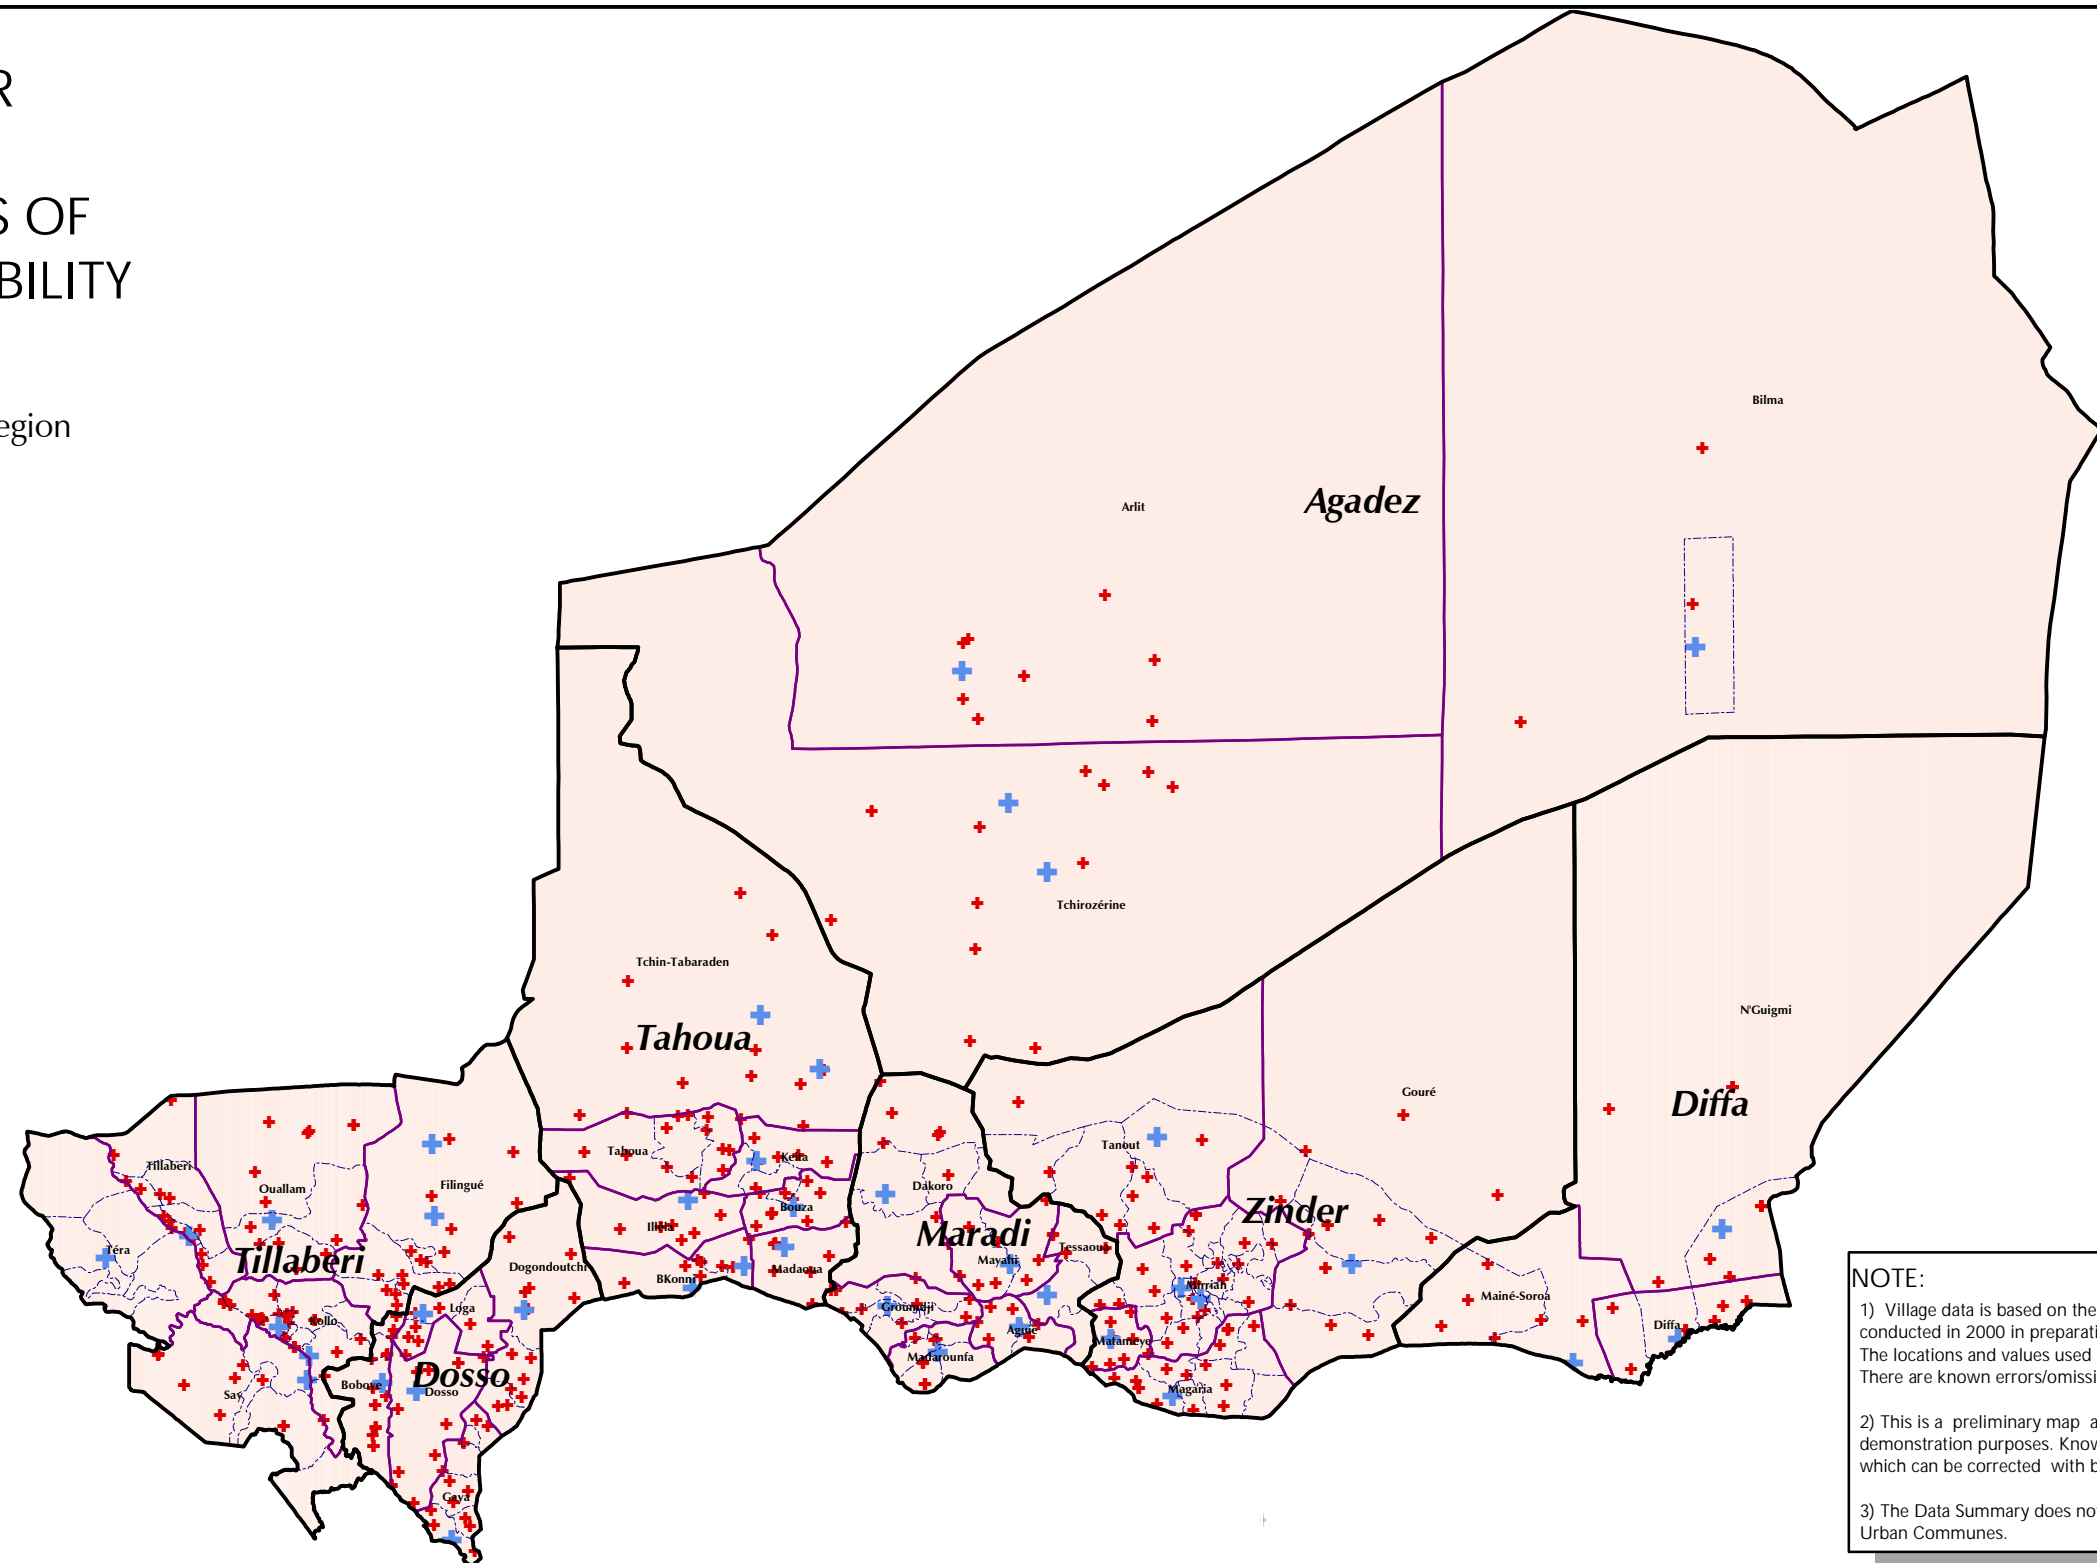 R
S OF
BILITY
egion
Bilma
Agadez
Arlit
Tchirozérine
Tchin-Tabaraden
Tahoua
N'Guigmi
Gouré
Diffa
Tanout
Tahoua
Keita
Tillaberi
Ouallam
Filingué
Dakoro
Zinder
Bouza
Illela
Maradi
Téra
Tillaberi
Mayahi
Tessaoua
Dogondoutchi
BKonni
Madaoua
Mirriah
Mainé-Soroa
Loga
Groumdji
Kollo
Aguié
Diffa
Matameye
Madarounfa
Dosso
Boboye
Dosso
Say
Magaria
Gaya
NOTE:
1) Village data is based on the
conducted in 2000 in preparati
The locations and values used
There are known errors/omissi
2) This is a preliminary map a
demonstration purposes. Know
which can be corrected with b
3) The Data Summary does no
Urban Communes.